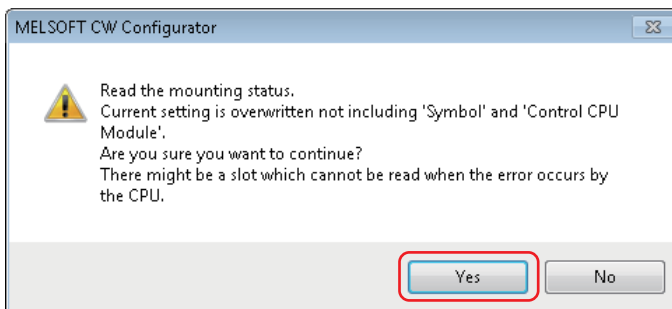 MELSOFT CW Configurator
Read the mounting status.
Current setting is overwritten not including 'Symbol' and 'Control CPU
Module'.
Are you sure you want to continue?
There might be a slot which cannot be read when the error occurs by
the CPU.
Yes
No